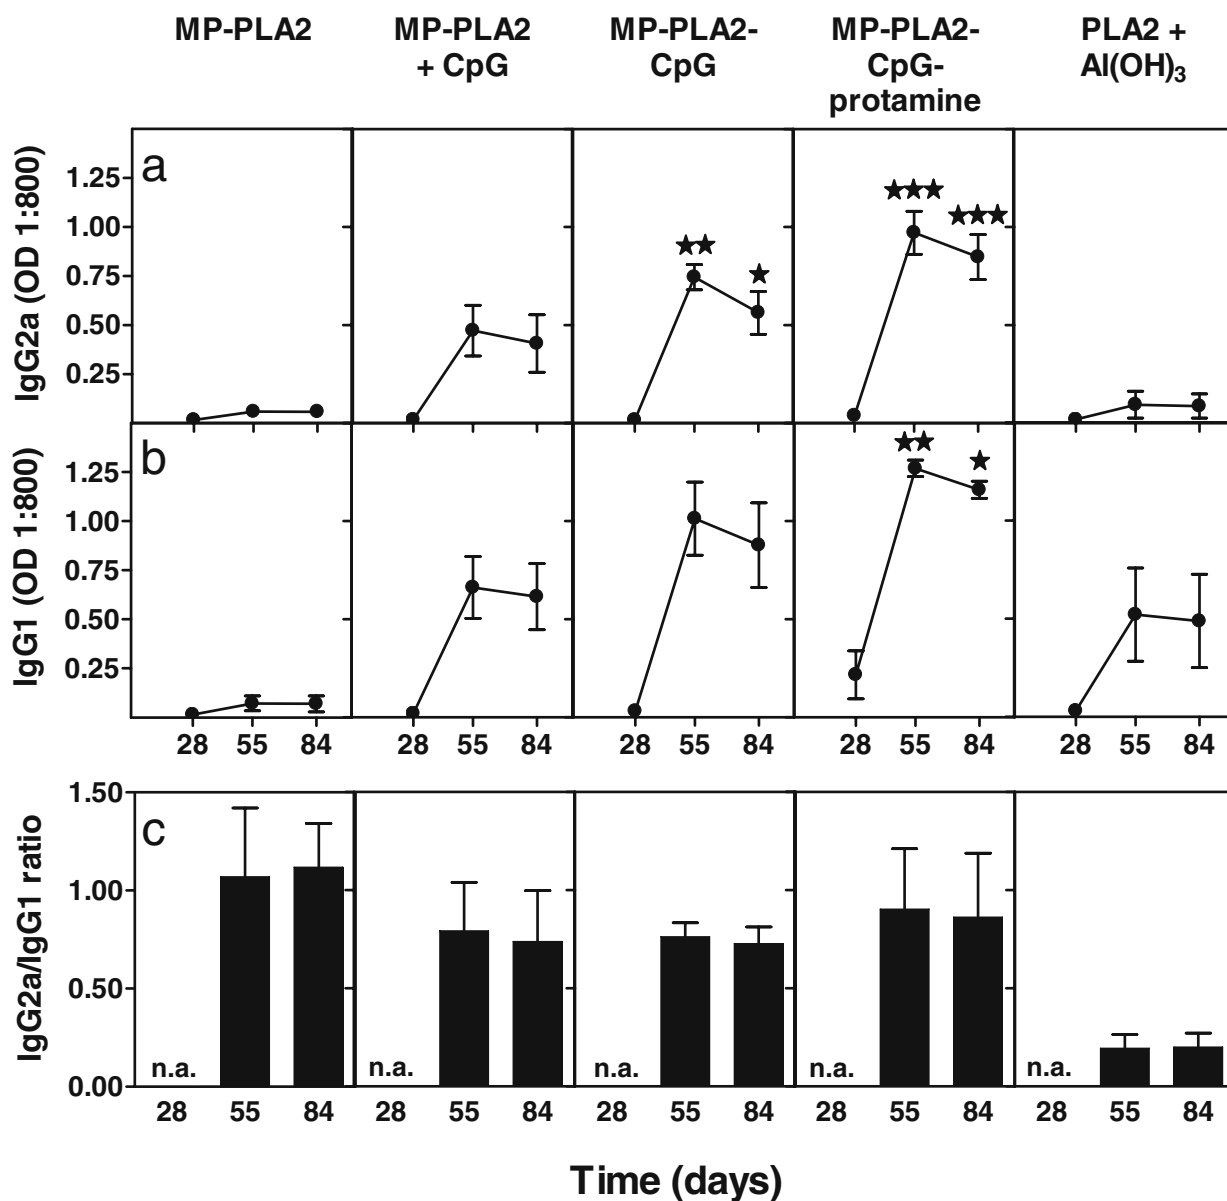 MP-PLA2
MP-PLA2
+ CpG
MP-PLA2-
CpG
MP-PLA2-
CpG-
protamine
PLA2 +
Al(OH)₃
a
IgG2a (OD 1:800)
1.25
1.00
0.75
0.50
0.25
b
IgG1 (OD 1:800)
1.25
1.00
0.75
0.50
0.25
28 55 84 28 55 84 28 55 84 28 55 84 28 55 84
c
IgG2a/IgG1 ratio
1.50
1.00
0.50
0.00
n.a. n.a. n.a. n.a. n.a.
28 55 84 28 55 84 28 55 84 28 55 84 28 55 84
Time (days)